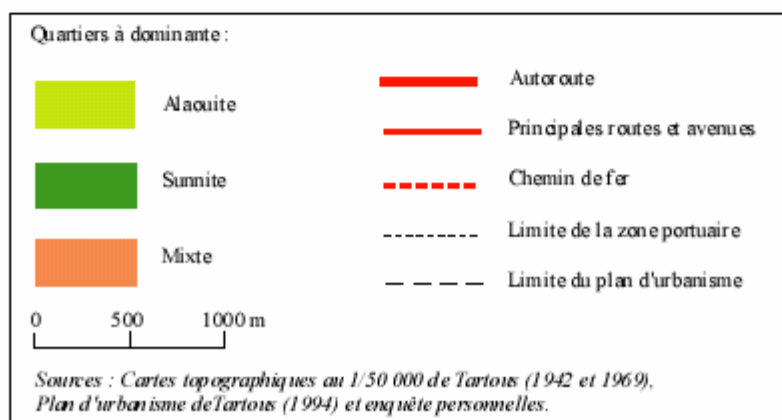 Quartiers à dominante :
Alaouite
Sunnite
Mixte
0 500 1000 m
Autoroute
Principales routes et avenues
Chemin de fer
Limite de la zone portuaire
Limite du plan d'urbanisme
Sources : Cartes topographiques au 1/50 000 de Tartous (1942 et 1969),
Plan d'urbanisme de Tartous (1994) et enquête personnelles.